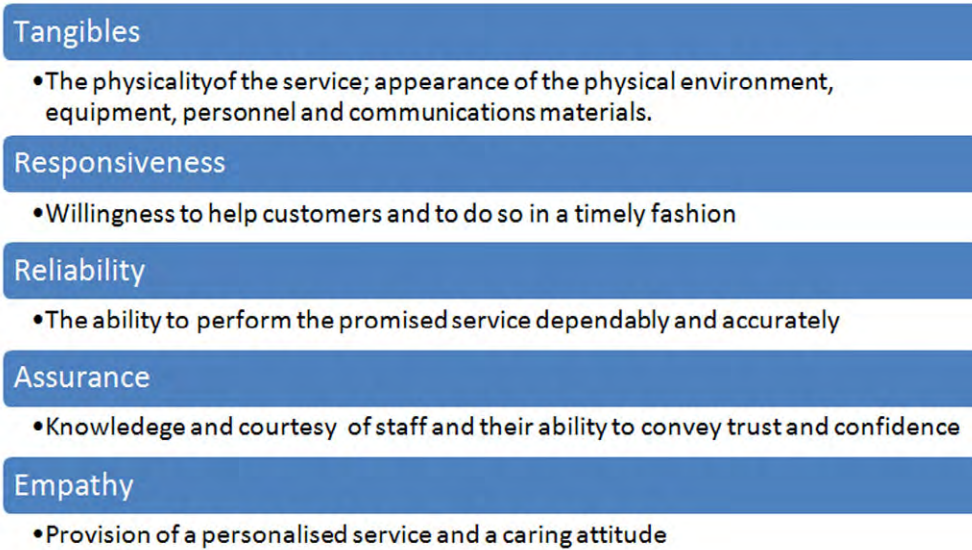 Tangibles
•The physicalityof the service; appearance of the physical environment,
equipment, personnel and communications materials.
Responsiveness
•Willingness to help customers and to do so in a timely fashion
Reliability
•The ability to perform the promised service dependably and accurately
Assurance
•Knowledege and courtesy of staff and their ability to convey trust and confidence
Empathy
•Provision of a personalised service and a caring attitude